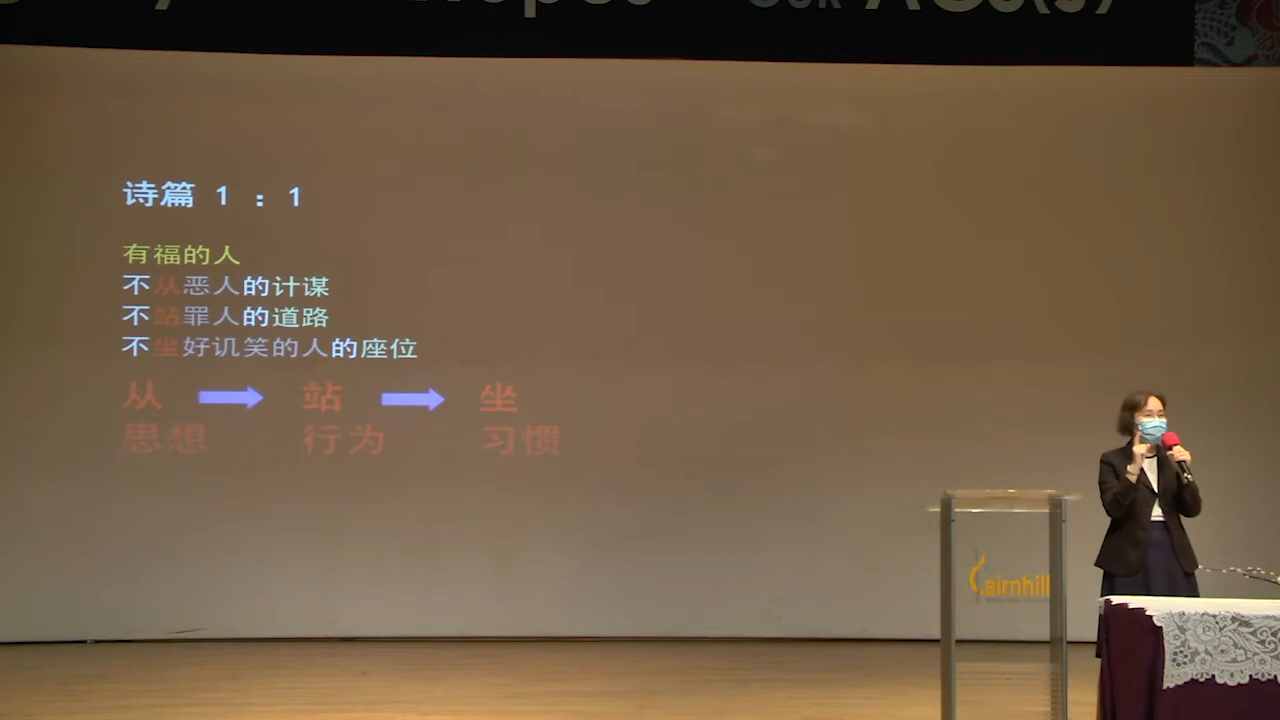 诗篇 1 : 1
有福的人
不从恶人的计谋
不站罪人的道路
不坐好讥笑的人的座位
从 站 坐
思想 行为 习惯
airnhill